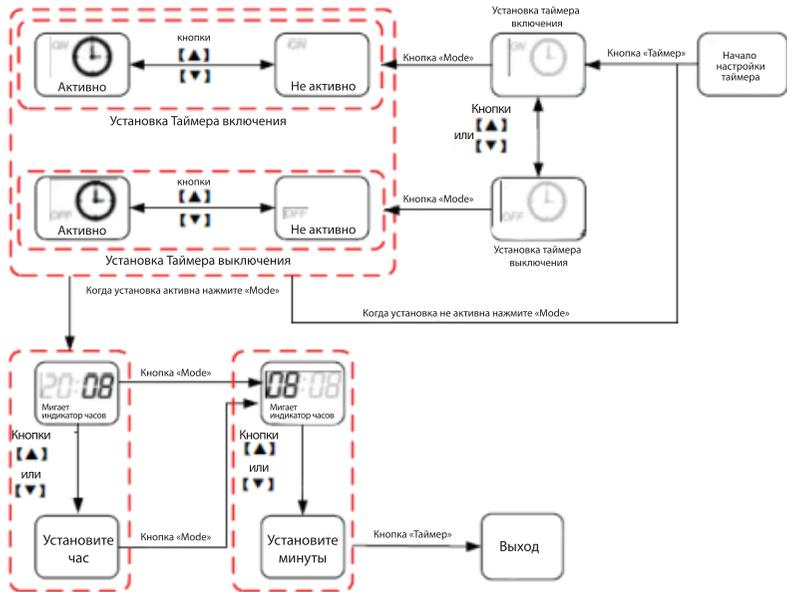 Установка таймера
включения
кнопки
【▲】
【▼】
ON
Активно
ON
Не активно
Кнопка «Mode»
ON
Кнопка «Таймер»
Начало
настройки
таймера
Установка Таймера включения
Кнопки
или【▲】
【▼】
кнопки
【▲】
【▼】
OFF
Активно
OFF
Не активно
Кнопка «Mode»
OFF
Установка таймера
выключения
Установка Таймера выключения
Когда установка активна нажмите «Mode»
Когда установка не активна нажмите «Mode»
20:08
Мигает
индикатор часов
Кнопка «Mode»
08:08
Мигает
индикатор часов
Кнопки
【▲】
или
【▼】
Кнопки
【▲】
или
【▼】
Установите
час
Кнопка «Mode»
Установите
минуты
Кнопка «Таймер»
Выход